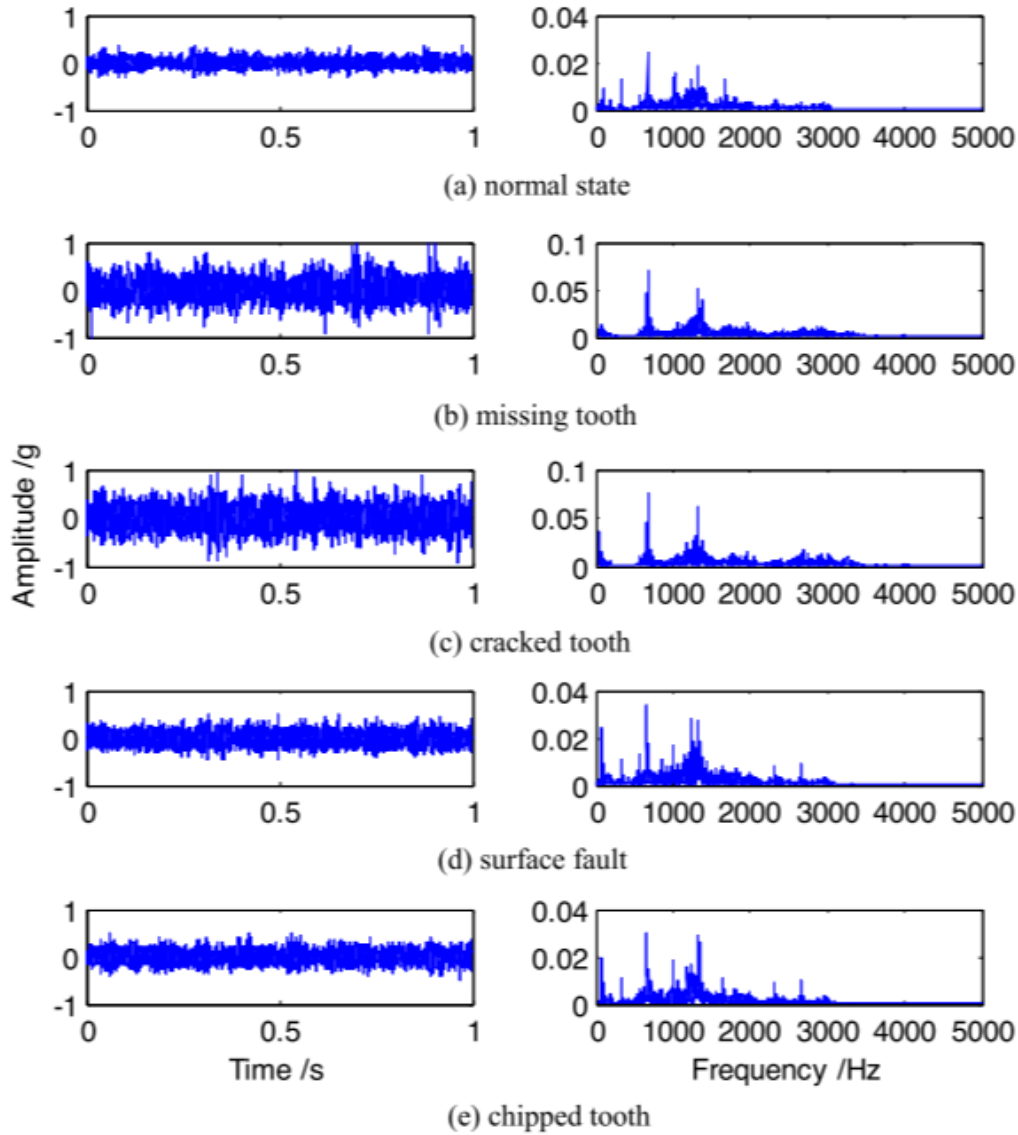 1
0
-1
0 0.5 1
0.04
0.02
0
0 1000 2000 3000 4000 5000
(a) normal state
1
0
-1
0 0.5 1
0.1
0.05
0
0 1000 2000 3000 4000 5000
(b) missing tooth
Amplitude /g
1
0
-1
0 0.5 1
0.1
0.05
0
0 1000 2000 3000 4000 5000
(c) cracked tooth
1
0
-1
0 0.5 1
0.04
0.02
0
0 1000 2000 3000 4000 5000
(d) surface fault
1
0
-1
0 0.5 1
Time /s
0.04
0.02
0
0 1000 2000 3000 4000 5000
Frequency /Hz
(e) chipped tooth